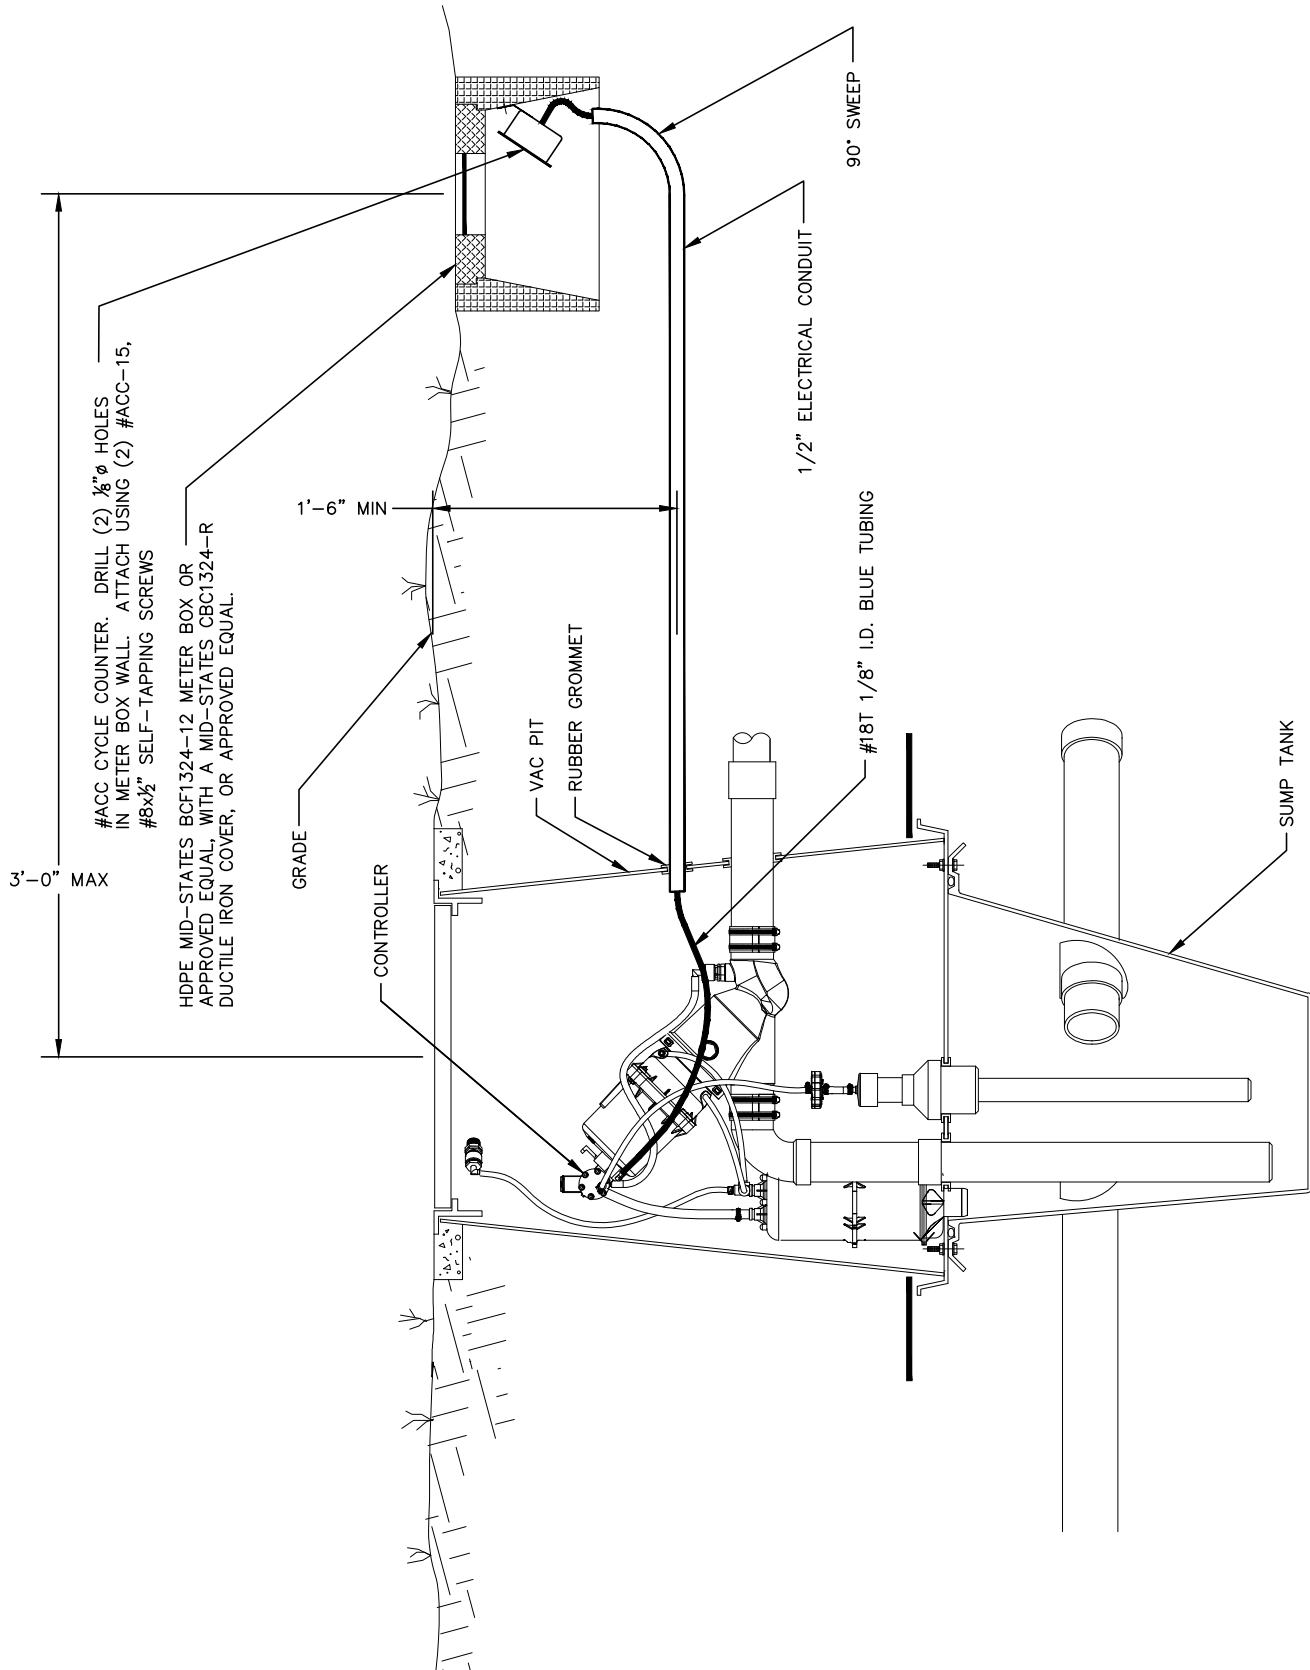 3'-0" MAX
#ACC CYCLE COUNTER. DRILL (2) 1/8"ø HOLES
IN METER BOX WALL. ATTACH USING (2) #ACC-15,
#8x1/2" SELF-TAPPING SCREWS
HDPE MID-STATES BCF1324-12 METER BOX OR
APPROVED EQUAL, WITH A MID-STATES CBC1324-R
DUCTILE IRON COVER, OR APPROVED EQUAL.
GRADE
1'-6" MIN
CONTROLLER
VAC PIT
RUBBER GROMMET
#18T 1/8" I.D. BLUE TUBING
1/2" ELECTRICAL CONDUIT
90° SWEEP
SUMP TANK